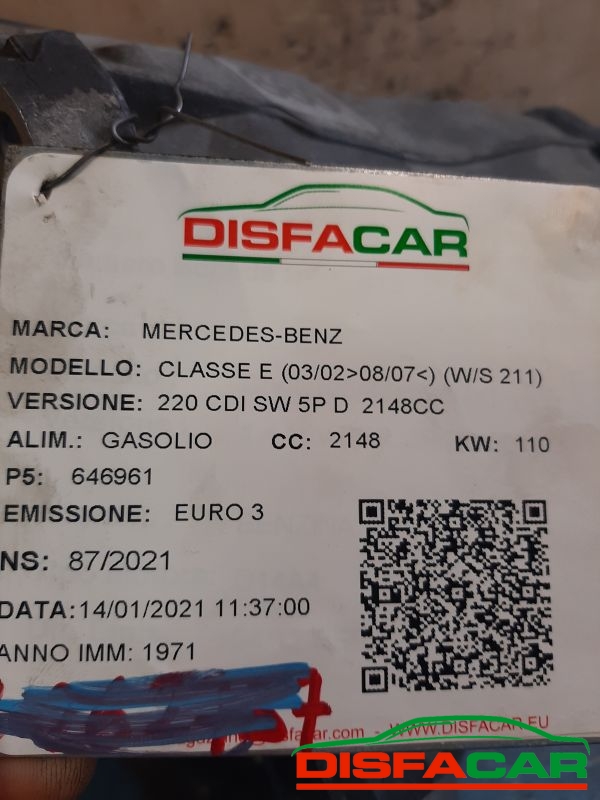 DISFACAR
MARCA: MERCEDES-BENZ
MODELLO: CLASSE E (03/02>08/07<) (W/S 211)
VERSIONE: 220 CDI SW 5P D 2148CC
ALIM.: GASOLIO CC: 2148 KW: 110
P5: 646961
EMISSIONE: EURO 3
NS: 87/2021
DATA:14/01/2021 11:37:00
ANNO IMM: 1971
- WWW.DISFACAR.EU
DISFACAR